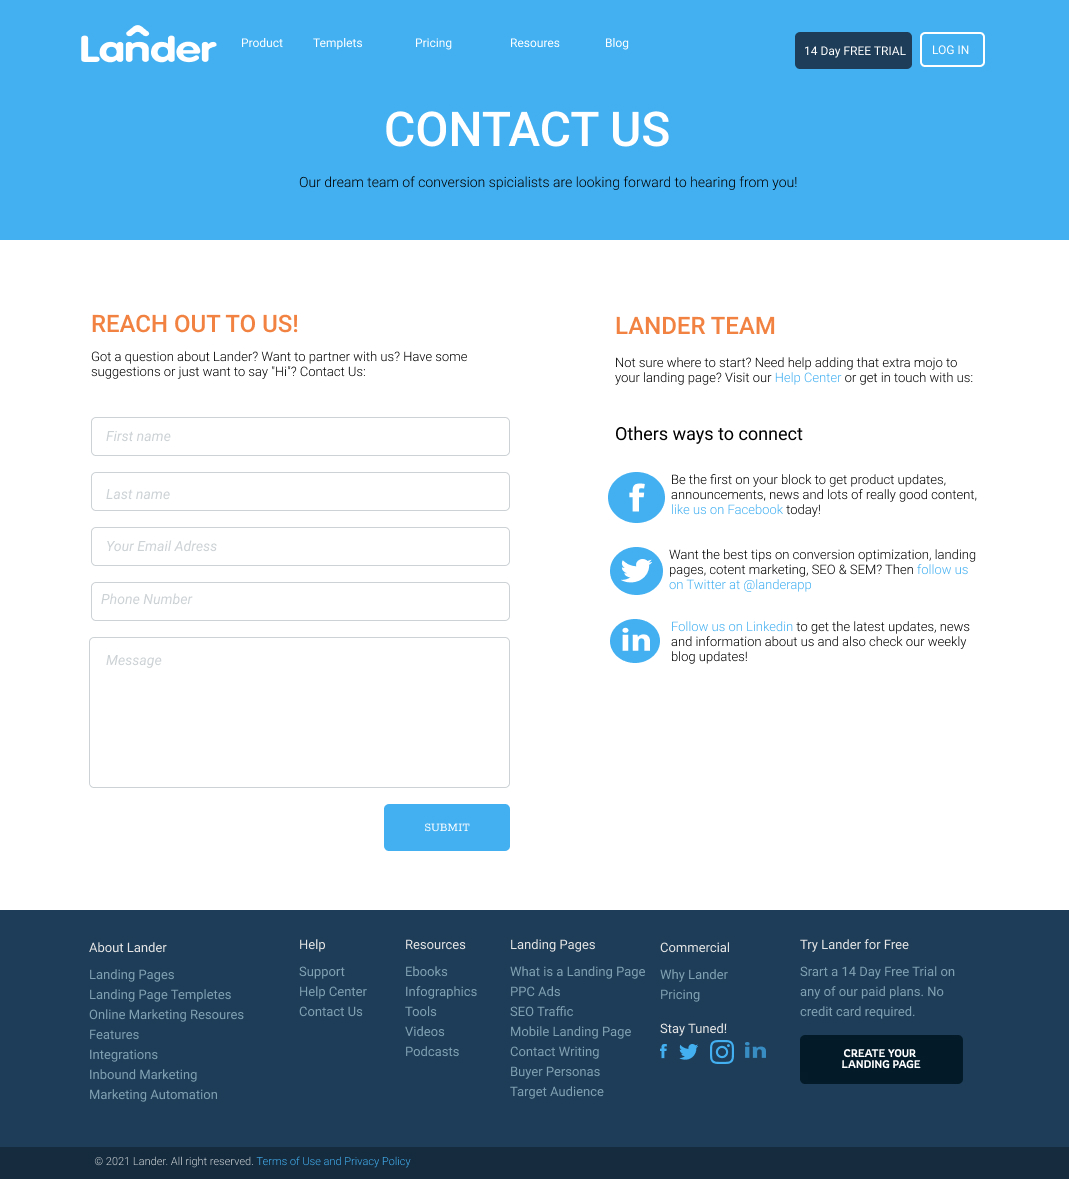 Lander
Product
Templets
Pricing
Resoures
Blog
14 Day FREE TRIAL
LOG IN
CONTACT US
Our dream team of conversion spicialists are looking forward to hearing from you!
REACH OUT TO US!
Got a question about Lander? Want to partner with us? Have some
suggestions or just want to say "Hi"? Contact Us:
First name
Last name
Your Email Adress
Phone Number
Message
SUBMIT
LANDER TEAM
Not sure where to start? Need help adding that extra mojo to
your landing page? Visit our Help Center or get in touch with us:
Others ways to connect
Be the first on your block to get product updates,
announcements, news and lots of really good content,
like us on Facebook today!
Want the best tips on conversion optimization, landing
pages, cotent marketing, SEO & SEM? Then follow us
on Twitter at @landerapp
Follow us on Linkedin to get the latest updates, news
and information about us and also check our weekly
blog updates!
About Lander
Landing Pages
Landing Page Templetes
Online Marketing Resoures
Features
Integrations
Inbound Marketing
Marketing Automation
Help
Support
Help Center
Contact Us
Resources
Ebooks
Infographics
Tools
Videos
Podcasts
Landing Pages
What is a Landing Page
PPC Ads
SEO Traffic
Mobile Landing Page
Contact Writing
Buyer Personas
Target Audience
Commercial
Why Lander
Pricing
Stay Tuned!
Try Lander for Free
Srart a 14 Day Free Trial on
any of our paid plans. No
credit card required.
CREATE YOUR
LANDING PAGE
© 2021 Lander. All right reserved. Terms of Use and Privacy Policy